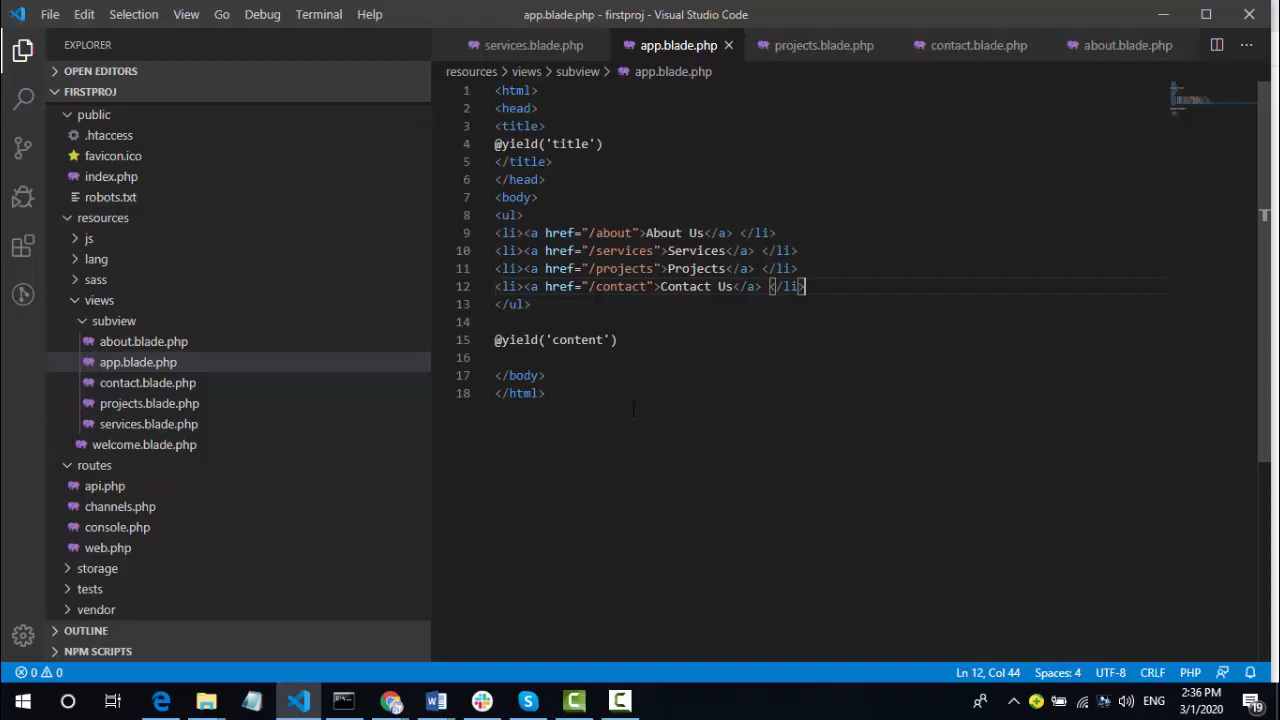 File Edit Selection View Go Debug Terminal Help
app.blade.php - firstproj - Visual Studio Code
EXPLORER
OPEN EDITORS
FIRSTPROJ
public
.htaccess
favicon.ico
index.php
robots.txt
resources
js
lang
sass
views
subview
about.blade.php
app.blade.php
contact.blade.php
projects.blade.php
services.blade.php
welcome.blade.php
routes
api.php
channels.php
console.php
web.php
storage
tests
vendor
OUTLINE
NPM SCRIPTS
services.blade.php app.blade.php projects.blade.php contact.blade.php about.blade.php
resources > views > subview > app.blade.php
1 <html>
2 <head>
3 <title>
4 @yield('title')
5 </title>
6 </head>
7 <body>
8 <ul>
9 <li><a href="/about">About Us</a> </li>
10 <li><a href="/services">Services</a> </li>
11 <li><a href="/projects">Projects</a> </li>
12 <li><a href="/contact">Contact Us</a> </li>
13 </ul>
14
15 @yield('content')
16
17 </body>
18 </html>
0 0
Ln 12, Col 44 Spaces: 4 UTF-8 CRLF PHP
ENG
2:36 PM
3/1/2020
19